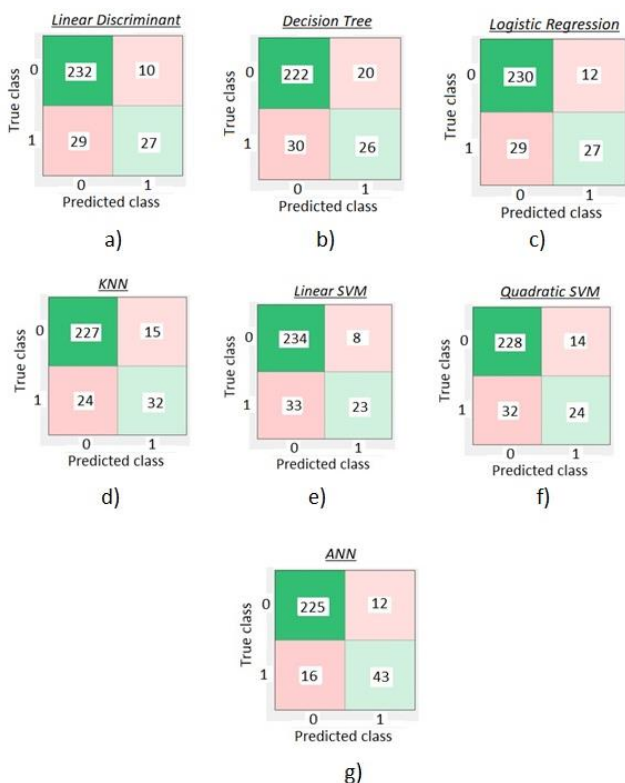 Linear Discriminant
True class
0
232
10
1
29
27
0
1
Predicted class
a)
Decision Tree
True class
0
222
20
1
30
26
0
1
Predicted class
b)
Logistic Regression
True class
0
230
12
1
29
27
0
1
Predicted class
c)
KNN
True class
0
227
15
1
24
32
0
1
Predicted class
d)
Linear SVM
True class
0
234
8
1
33
23
0
1
Predicted class
e)
Quadratic SVM
True class
0
228
14
1
32
24
0
1
Predicted class
f)
ANN
True class
0
225
12
1
16
43
0
1
Predicted class
g)